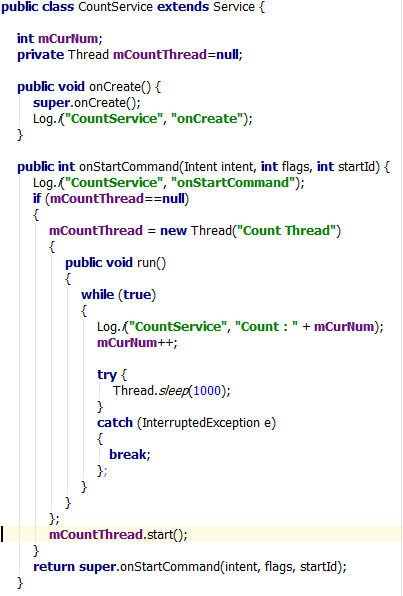 public class CountService extends Service {
int mCurNum;
private Thread mCountThread=null;
public void onCreate() {
super.onCreate();
Log.i("CountService", "onCreate");
}
public int onStartCommand(Intent intent, int flags, int startId) {
Log.i("CountService", "onStartCommand");
if (mCountThread==null)
{
mCountThread = new Thread("Count Thread")
{
public void run()
{
while (true)
{
Log.i("CountService", "Count : " + mCurNum);
mCurNum++;
try {
Thread.sleep(1000);
}
catch (InterruptedException e)
{
break;
};
}
}
};
mCountThread.start();
}
return super.onStartCommand(intent, flags, startId);
}